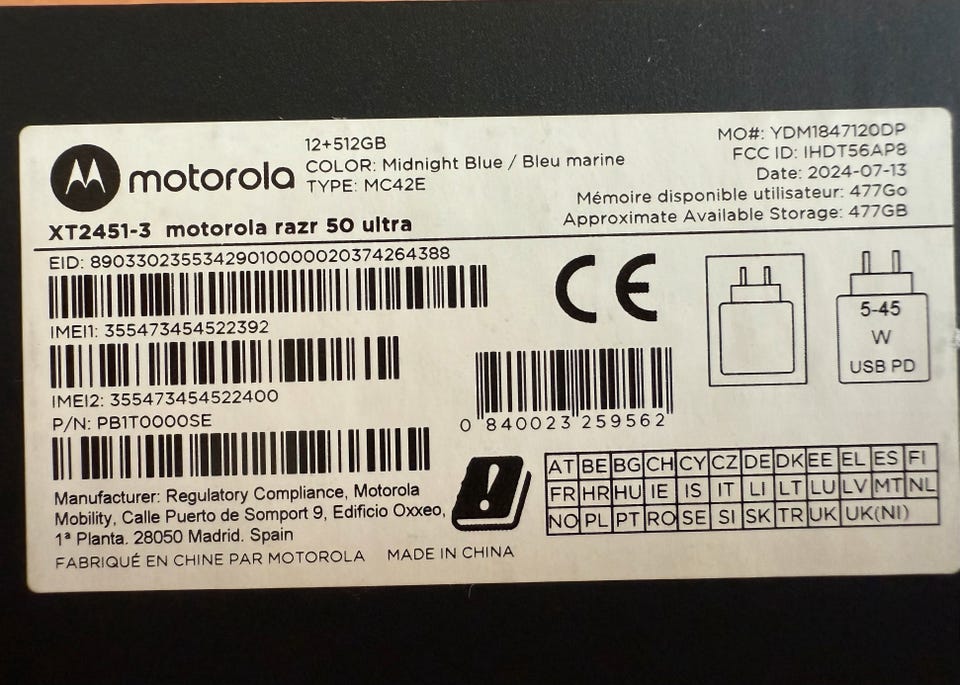 motorola
12+512GB
COLOR: Midnight Blue / Bleu marine
TYPE: MC42E
MO#: YDM1847120DP
FCC ID: IHDT56AP8
Date: 2024-07-13
Mémoire disponible utilisateur: 477Go
Approximate Available Storage: 477GB
XT2451-3 motorola razr 50 ultra
EID: 89033023553429010000020374264388
IMEI1: 355473454522392
IMEI2: 355473454522400
P/N: PB1T0000SE
CE
5-45
W
USB PD
0 840023 259562
Manufacturer: Regulatory Compliance, Motorola
Mobility, Calle Puerto de Somport 9, Edificio Oxxeo,
1ª Planta. 28050 Madrid. Spain
FABRIQUÉ EN CHINE PAR MOTOROLA MADE IN CHINA
AT BE BG CH CY CZ DE DK EE EL ES FI
FR HR HU IE IS IT LI LT LU LV MT NL
NO PL PT RO SE SI SK TR UK UK(NI)